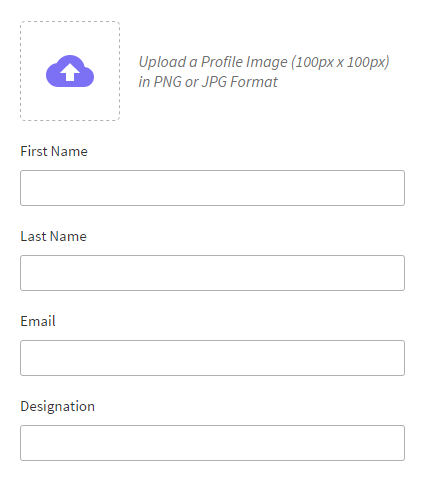 Upload a Profile Image (100px x 100px)
in PNG or JPG Format
First Name
Last Name
Email
Designation